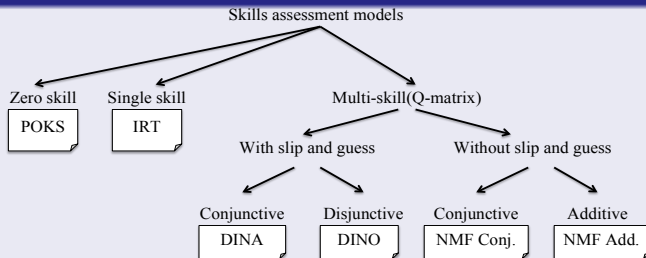 Skills assessment models
Zero skill
Single skill
Multi-skill(Q-matrix)
POKS
IRT
With slip and guess
Without slip and guess
Conjunctive
Disjunctive
Conjunctive
Additive
DINA
DINO
NMF Conj.
NMF Add.